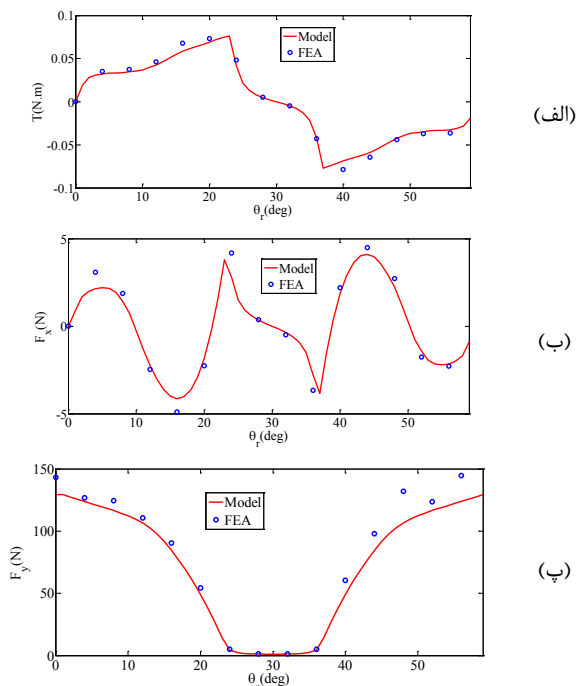 0.1
0.05
0
-0.05
-0.1
T(N.m)
Model
FEA
0 10 20 30 40 50
θr(deg)
(الف)
5
0
-5
Fx(N)
Model
FEA
0 10 20 30 40 50
θr(deg)
(ب)
150
100
50
0
Fy(N)
Model
FEA
0 10 20 30 40 50
θ (deg)
(پ)